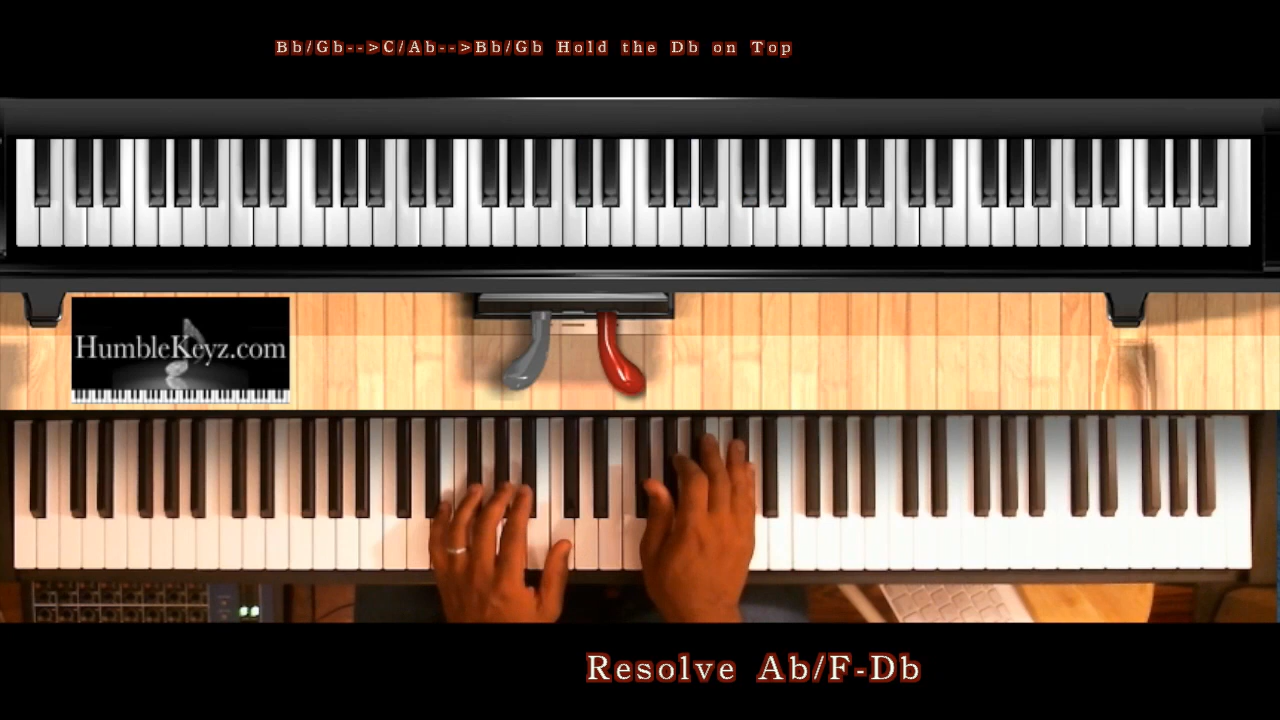 Bb/Gb-->C/Ab-->Bb/Gb Hold the Db on Top
HumbleKeyz.com
Resolve Ab/F-Db